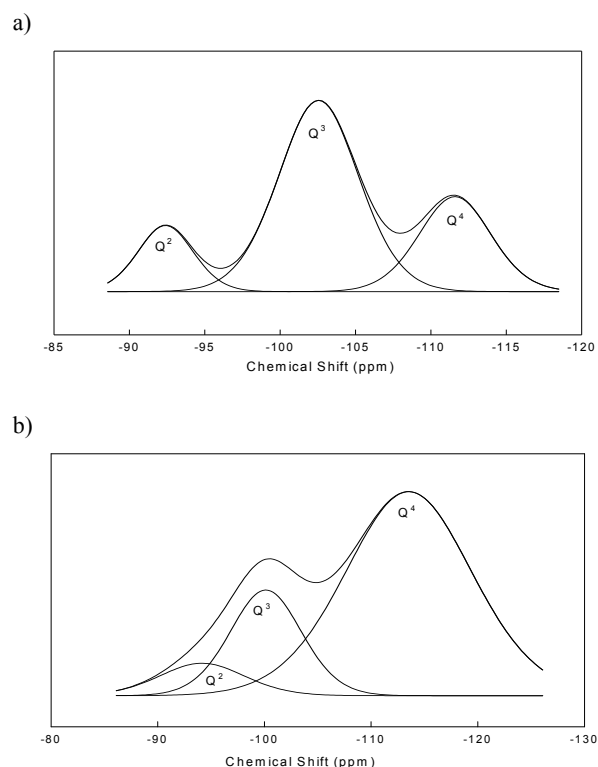 a)
Q³
Q²
Q⁴
-85 -90 -95 -100 -105 -110 -115 -120
Chemical Shift (ppm)
b)
Q⁴
Q³
Q²
-80 -90 -100 -110 -120 -130
Chemical Shift (ppm)